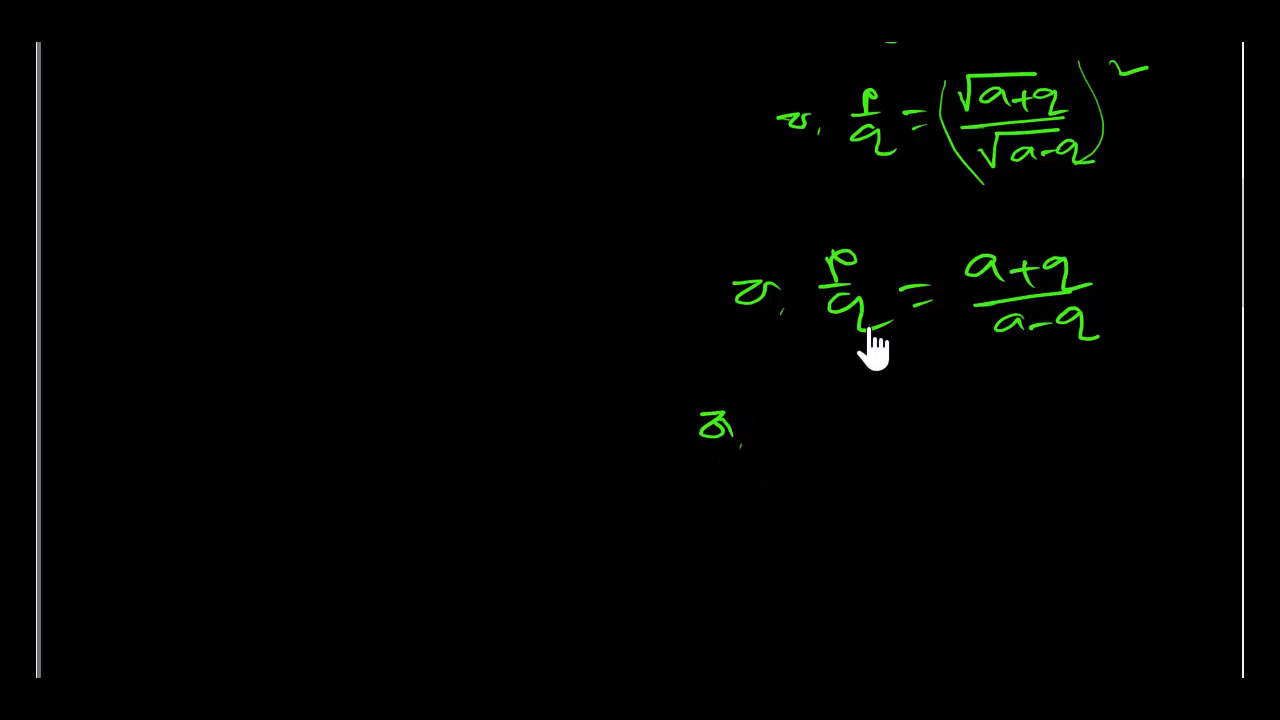 বা, p/q = (√a+q / √a-q)²
বা, p/q = a+q / a-q
বা,